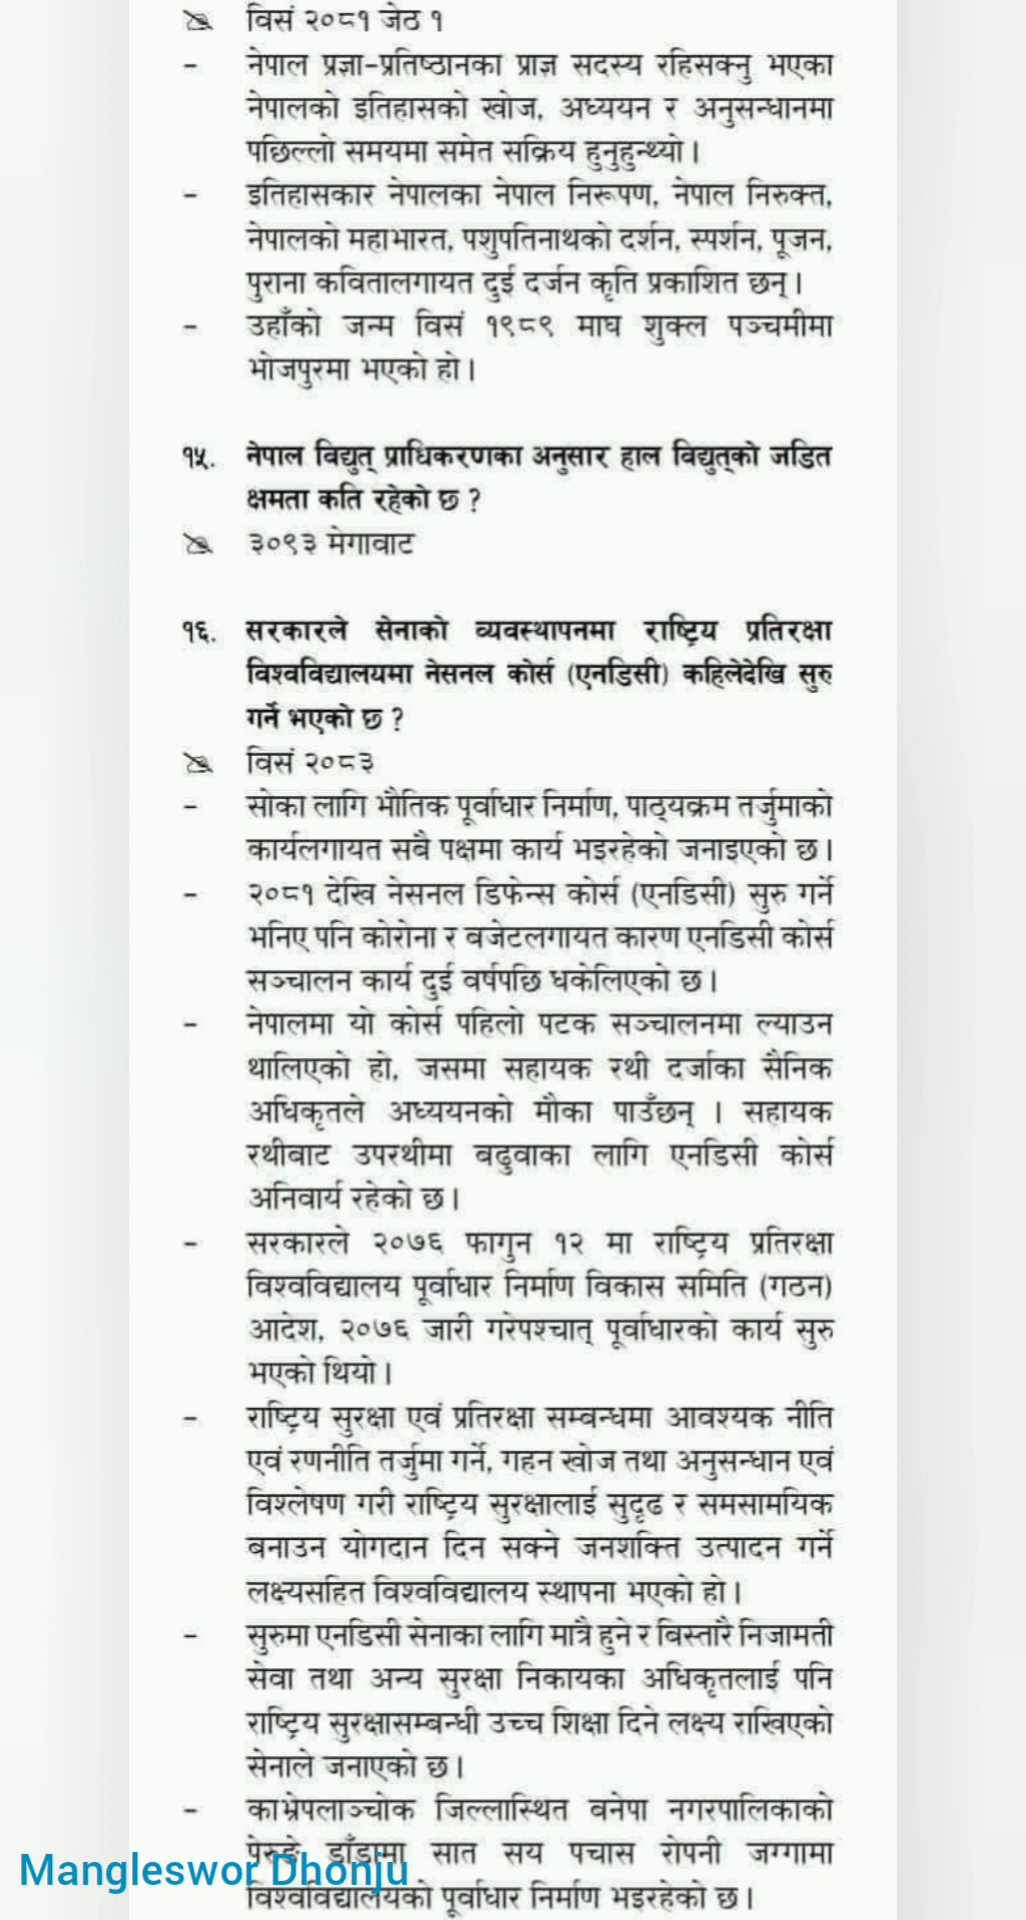 विसं २०८१ जेठ १
- नेपाल प्रज्ञा-प्रतिष्ठानका प्राज्ञ सदस्य रहिसक्नु भएका
नेपालको इतिहासको खोज, अध्ययन र अनुसन्धानमा
पछिल्लो समयमा समेत सक्रिय हुनुहुन्थ्यो ।
- इतिहासकार नेपालका नेपाल निरूपण, नेपाल निरुक्त,
नेपालको महाभारत, पशुपतिनाथको दर्शन, स्पर्शन, पूजन,
पुराना कवितालगायत दुई दर्जन कृति प्रकाशित छन् ।
- उहाँको जन्म विसं १९८९ माघ शुक्ल पञ्चमीमा
भोजपुरमा भएको हो ।
१५. नेपाल विद्युत् प्राधिकरणका अनुसार हाल विद्युत्‌को जडित
क्षमता कति रहेको छ ?
३०९३ मेगावाट
१६. सरकारले सेनाको व्यवस्थापनमा राष्ट्रिय प्रतिरक्षा
विश्वविद्यालयमा नेसनल कोर्स (एनडिसी) कहिलेदेखि सुरु
गर्ने भएको छ ?
विसं २०८३
- सोका लागि भौतिक पूर्वाधार निर्माण, पाठ्यक्रम तर्जुमाको
कार्यलगायत सबै पक्षमा कार्य भइरहेको जनाइएको छ ।
- २०८१ देखि नेसनल डिफेन्स कोर्स (एनडिसी) सुरु गर्ने
भनिए पनि कोरोना र बजेटलगायत कारण एनडिसी कोर्स
सञ्चालन कार्य दुई वर्षपछि धकेलिएको छ ।
- नेपालमा यो कोर्स पहिलो पटक सञ्चालनमा ल्याउन
थालिएको हो, जसमा सहायक रथी दर्जाका सैनिक
अधिकृतले अध्ययनको मौका पाउँछन् । सहायक
रथीबाट उपरथीमा बढुवाका लागि एनडिसी कोर्स
अनिवार्य रहेको छ ।
- सरकारले २०७६ फागुन १२ मा राष्ट्रिय प्रतिरक्षा
विश्वविद्यालय पूर्वाधार निर्माण विकास समिति (गठन)
आदेश, २०७६ जारी गरेपश्चात् पूर्वाधारको कार्य सुरु
भएको थियो ।
- राष्ट्रिय सुरक्षा एवं प्रतिरक्षा सम्बन्धमा आवश्यक नीति
एवं रणनीति तर्जुमा गर्ने, गहन खोज तथा अनुसन्धान एवं
विश्लेषण गरी राष्ट्रिय सुरक्षालाई सुदृढ र समसामयिक
बनाउन योगदान दिन सक्ने जनशक्ति उत्पादन गर्ने
लक्ष्यसहित विश्वविद्यालय स्थापना भएको हो ।
- सुरुमा एनडिसी सेनाका लागि मात्रै हुने र बिस्तारै निजामती
सेवा तथा अन्य सुरक्षा निकायका अधिकृतलाई पनि
राष्ट्रिय सुरक्षासम्बन्धी उच्च शिक्षा दिने लक्ष्य राखिएको
सेनाले जनाएको छ ।
- काभ्रेपलाञ्चोक जिल्लास्थित बनेपा नगरपालिकाको
डाँडामा सात सय पचास रोपनी जग्गामा
Mangleswor Dhonju
विश्वविद्यालयको पूर्वाधार निर्माण भइरहेको छ ।